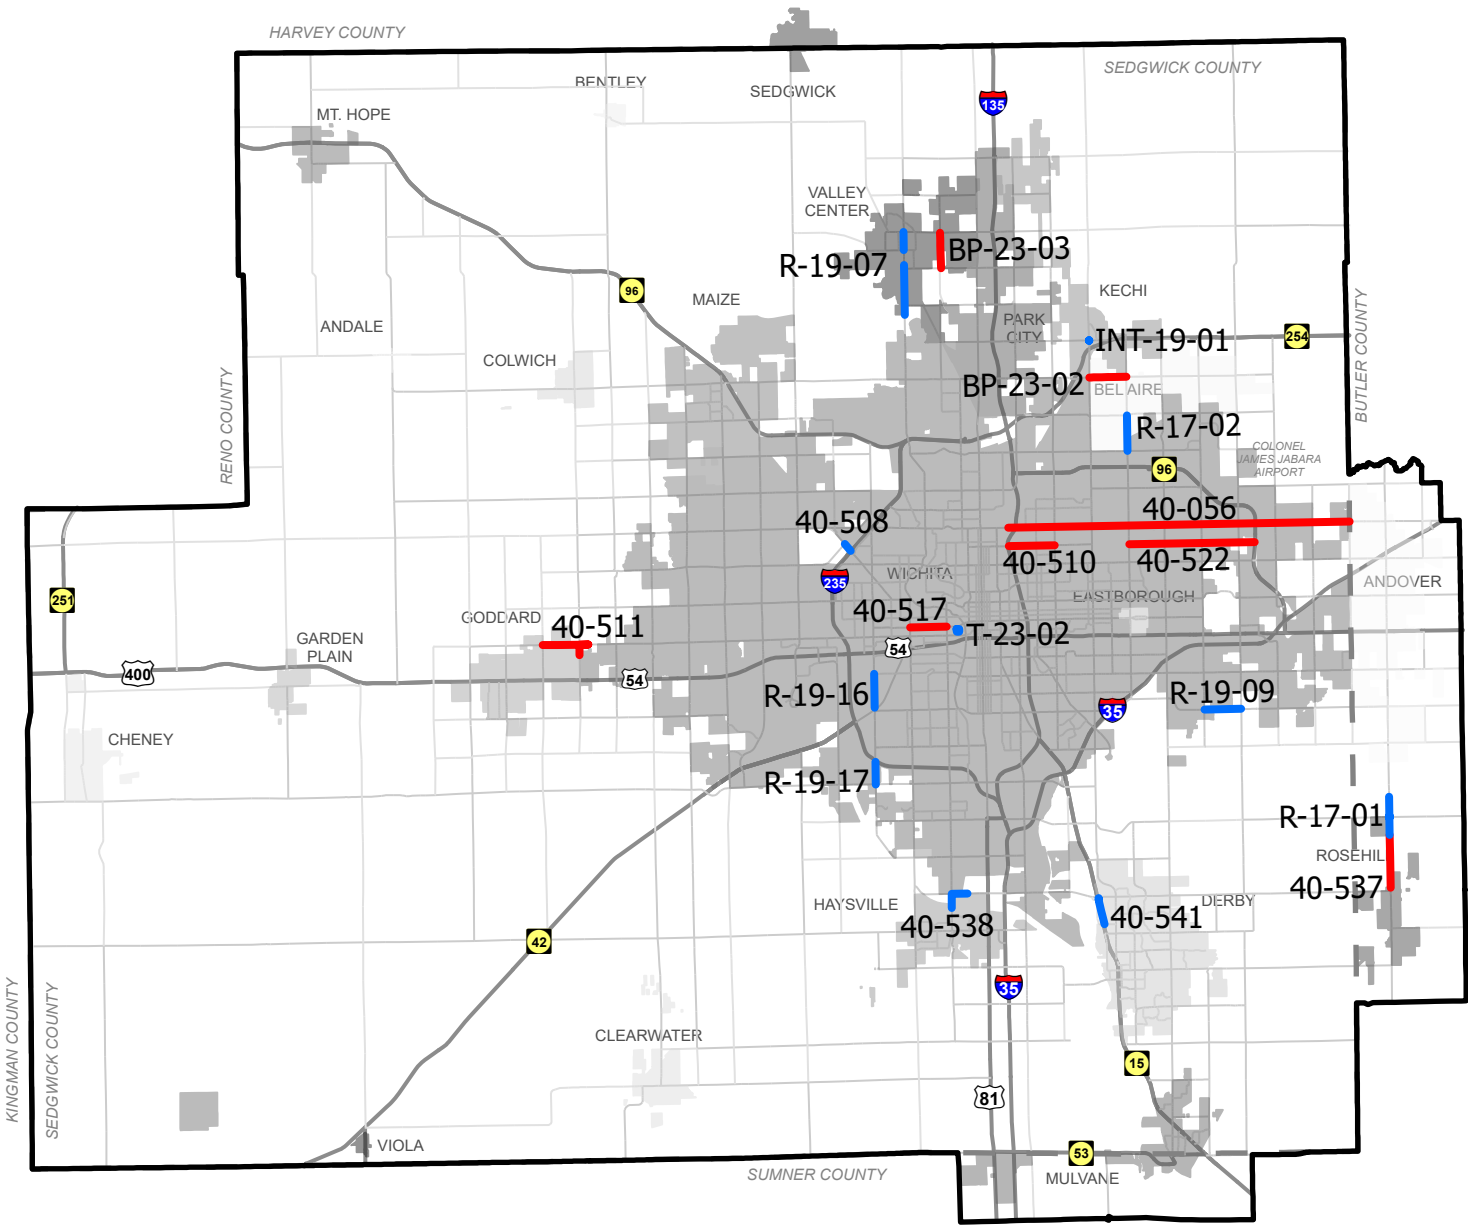 HARVEY COUNTY
SEDGWICK COUNTY
BENTLEY
SEDGWICK
135
MT. HOPE
VALLEY
CENTER
BP-23-03
R-19-07
96
MAIZE
KECHI
ANDALE
PARK
CITY
INT-19-01
254
COLWICH
BP-23-02
BEL AIRE
BUTLER COUNTY
RENO COUNTY
R-17-02
COLONEL
JAMES JABARA
AIRPORT
96
40-508
40-056
40-510
40-522
WICHITA
235
ANDOVER
251
EASTBOROUGH
GODDARD
40-511
40-517
T-23-02
GARDEN
PLAIN
54
400
54
R-19-16
R-19-09
35
CHENEY
R-19-17
R-17-01
ROSEHIL
40-537
HAYSVILLE
DERBY
40-538
40-541
42
35
KINGMAN COUNTY
SEDGWICK COUNTY
CLEARWATER
15
81
VIOLA
53
SUMNER COUNTY
MULVANE